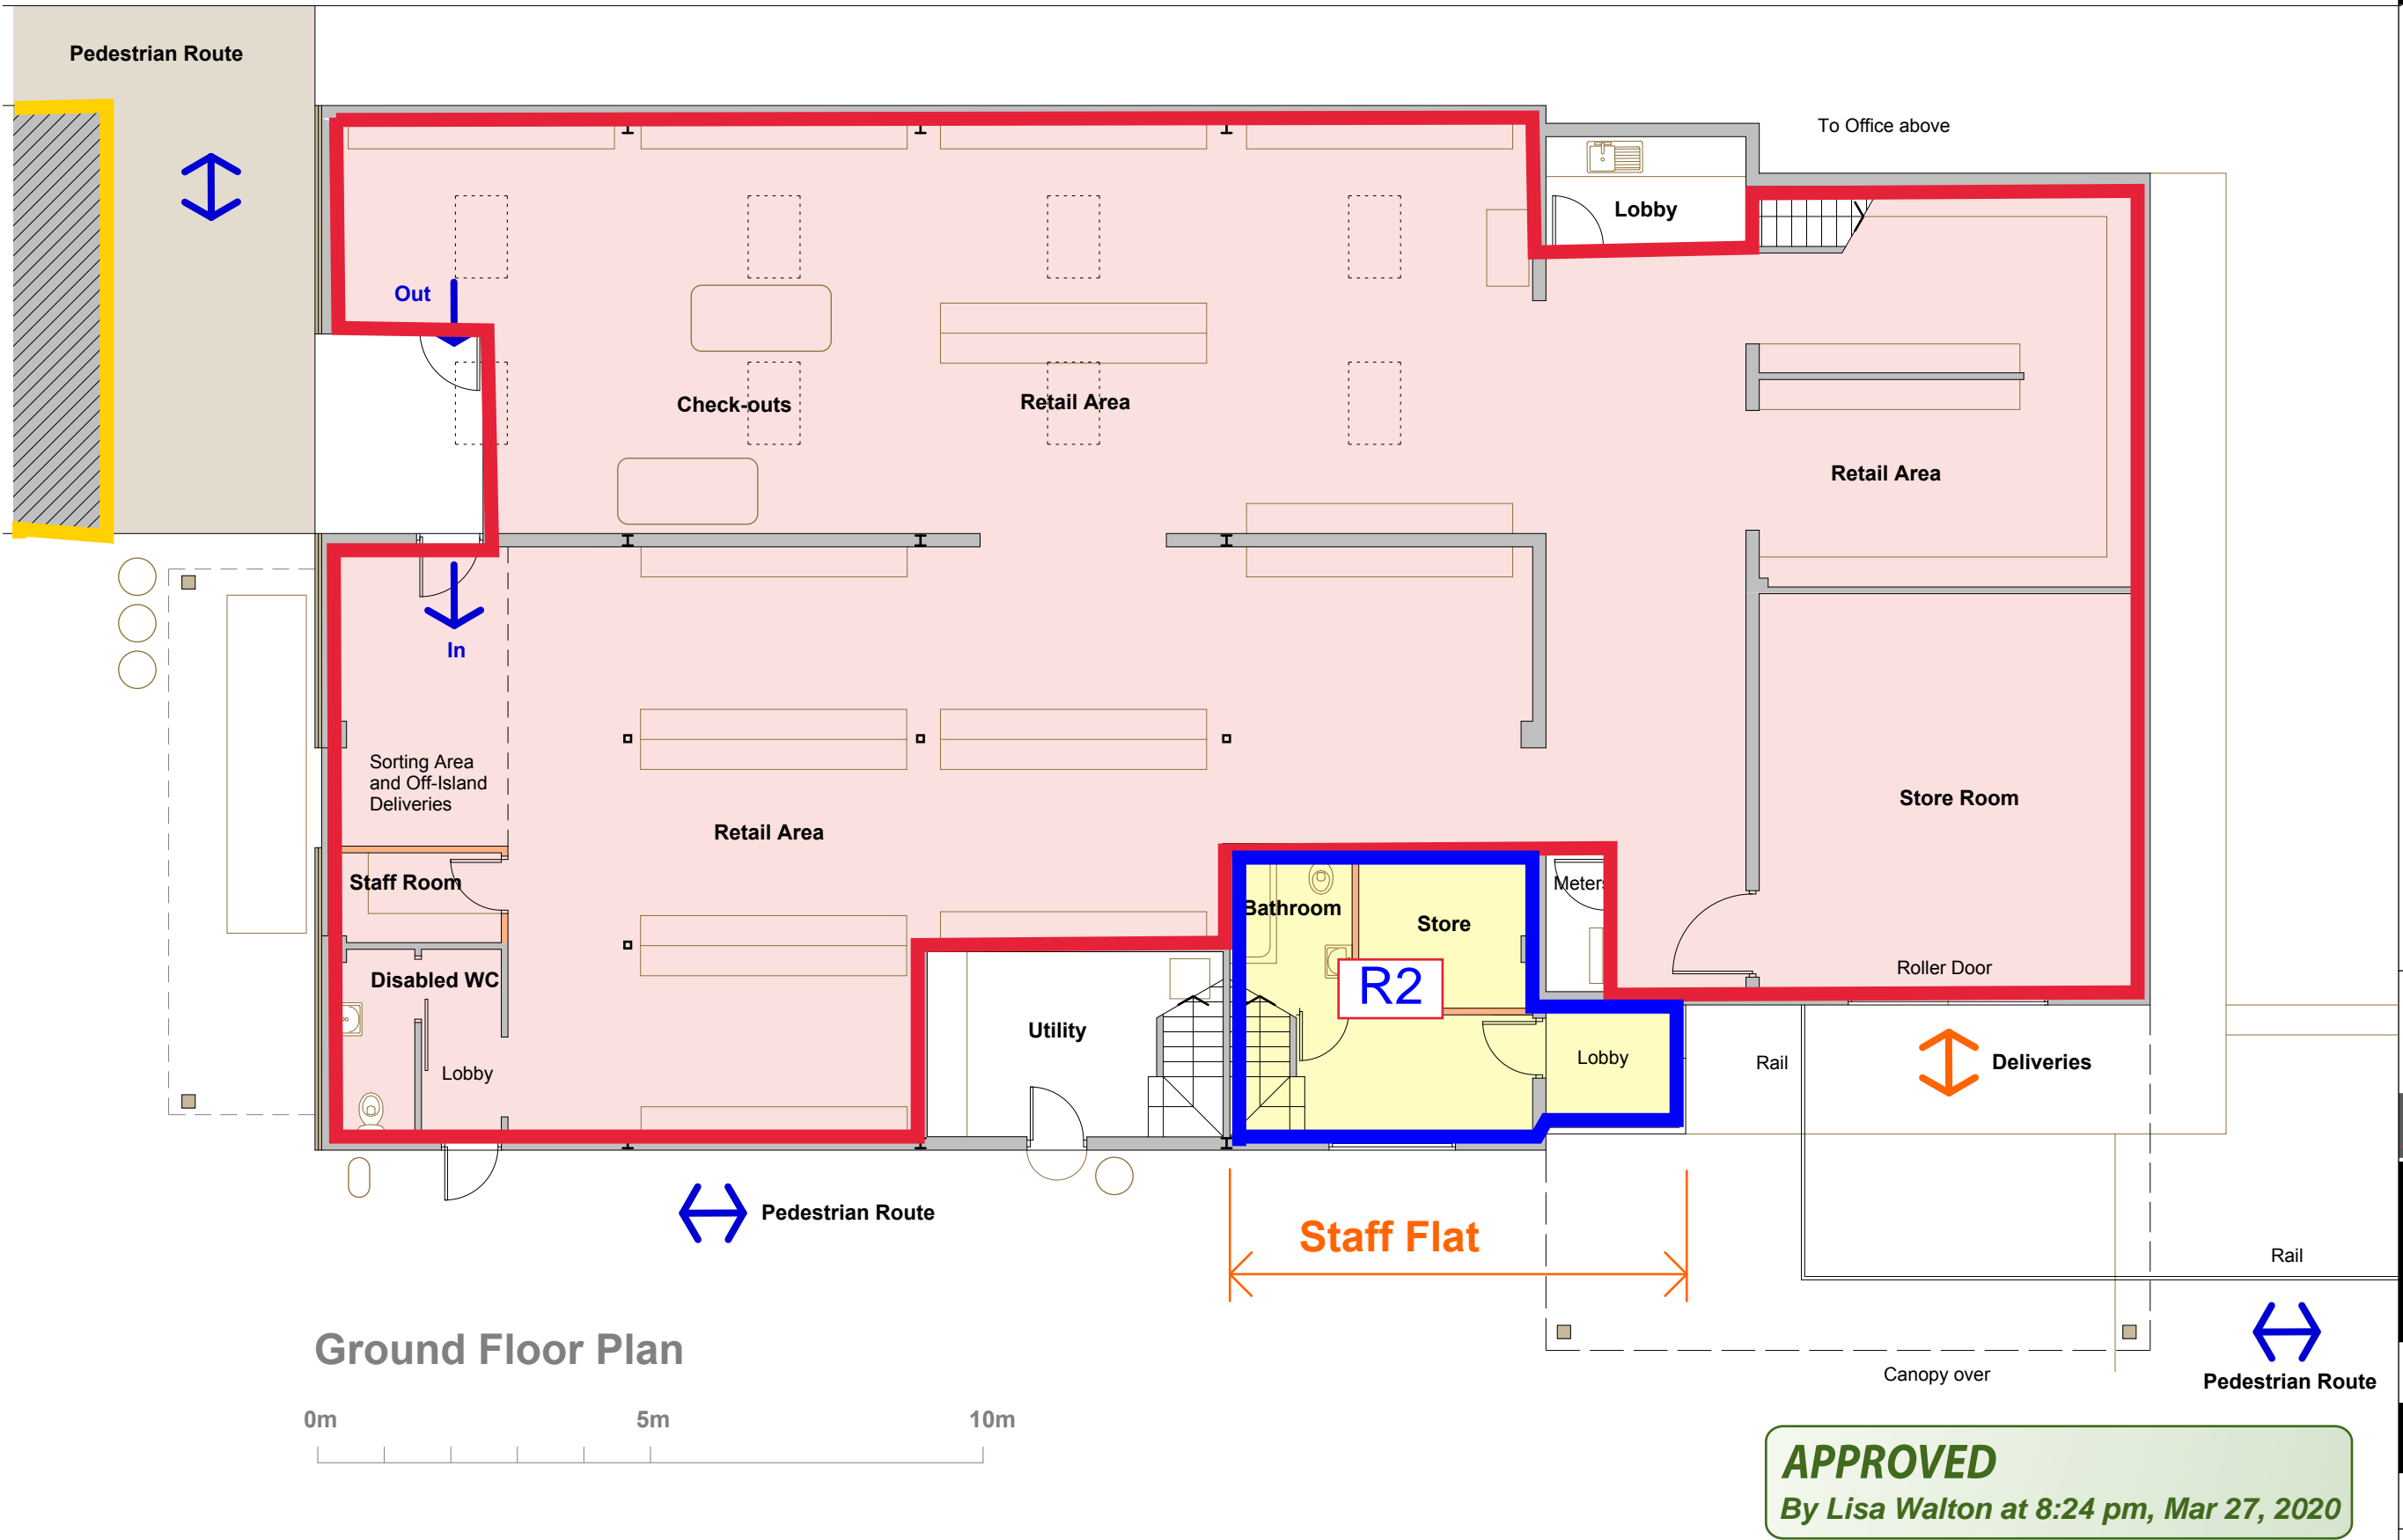 Pedestrian Route
To Office above
Lobby
Out
Check-outs
Retail Area
Retail Area
In
Sorting Area
and Off-Island
Deliveries
Store Room
Retail Area
Staff Room
Meters
Bathroom
Store
Roller Door
Disabled WC
R2
Utility
Lobby
Rail
Deliveries
Lobby
Pedestrian Route
Staff Flat
Rail
Ground Floor Plan
Canopy over
Pedestrian Route
0m
5m
10m
APPROVED
By Lisa Walton at 8:24 pm, Mar 27, 2020